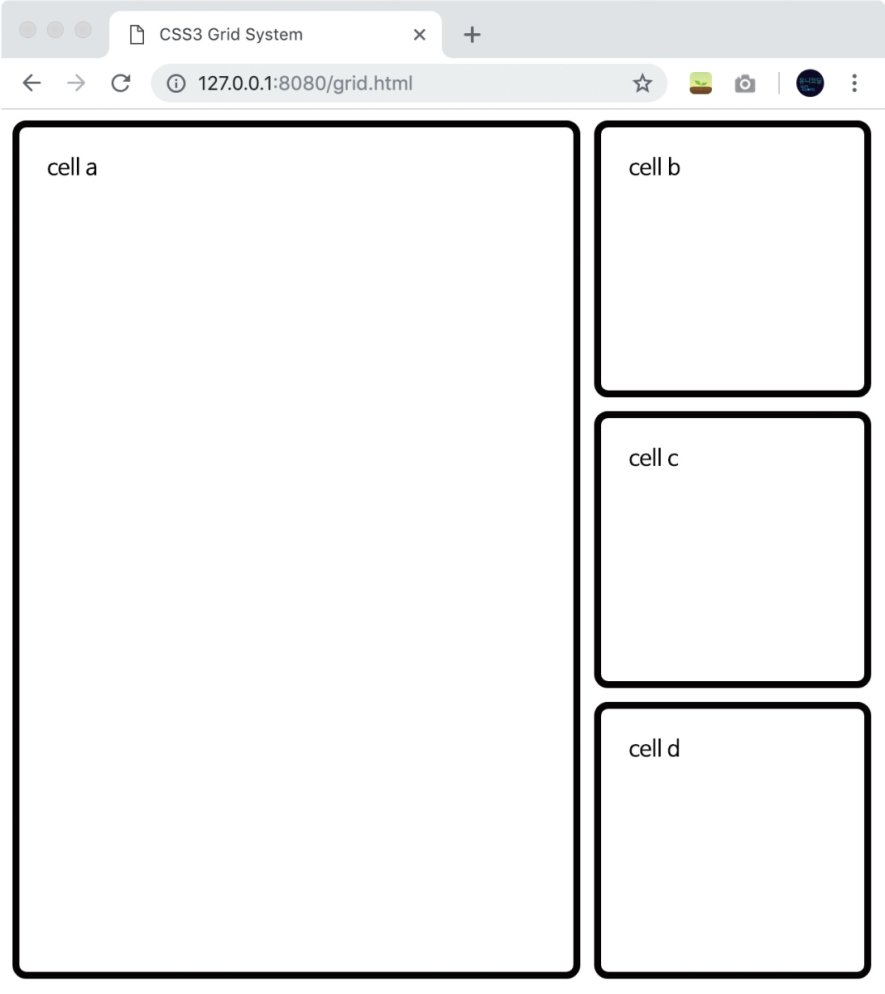 CSS3 Grid System
127.0.0.1:8080/grid.html
cell a
cell b
cell c
cell d